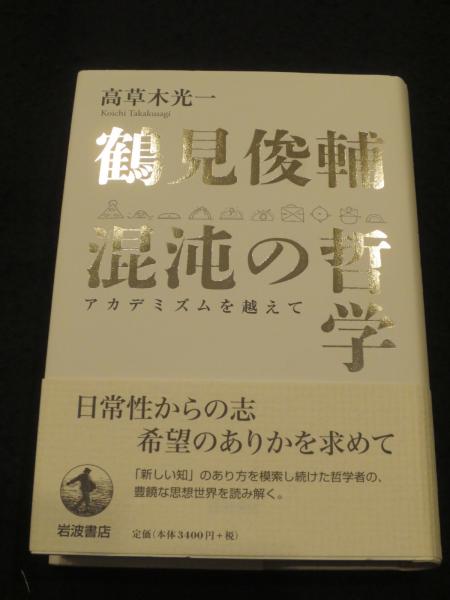 高草木光一
Koichi Takakusagi
鶴見俊輔
混沌の哲学
アカデミズムを越えて
日常性からの志
希望のありかを求めて
「新しい知」のあり方を模索し続けた哲学者の、
豊饒な思想世界を読み解く。
岩波書店
定価(本体3400円+税)